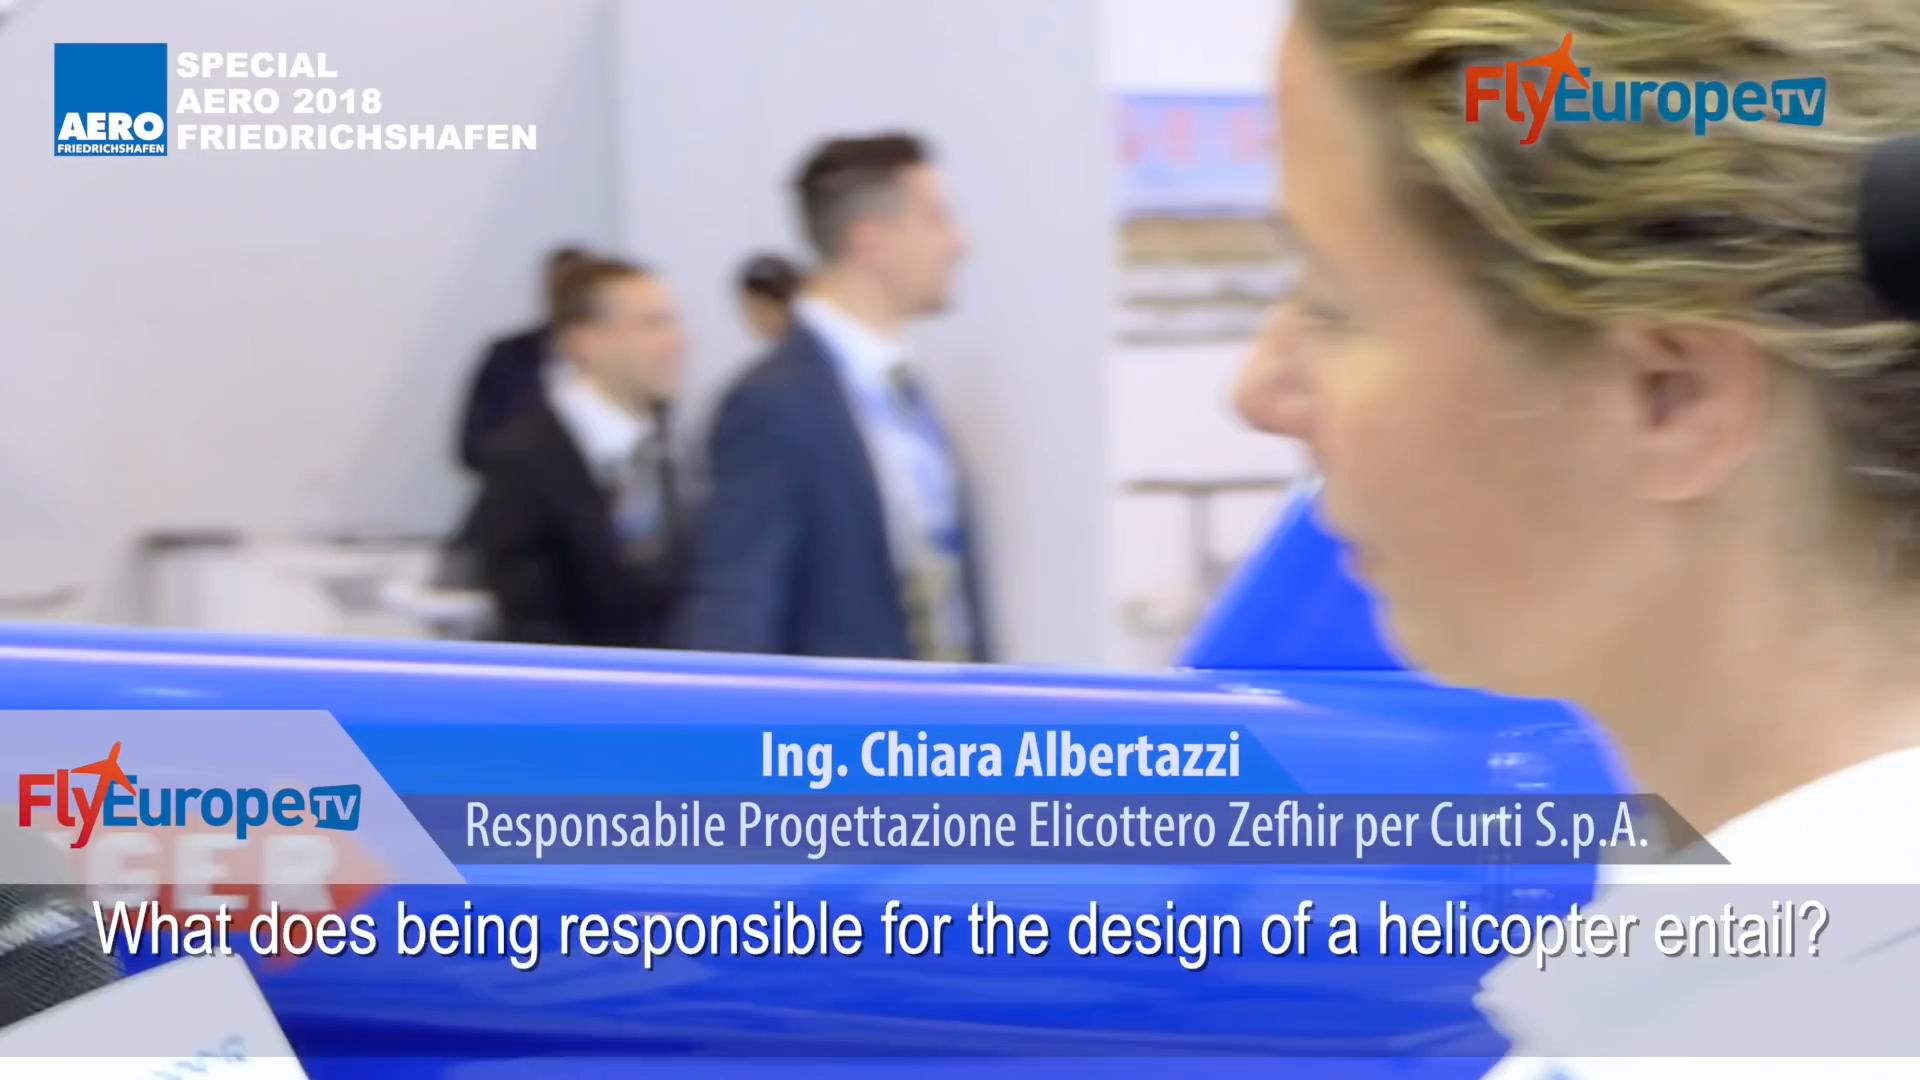 SPECIAL
AERO 2018
FRIEDRICHSHAFEN
AERO
FRIEDRICHSHAFEN
FlyEuropeTV
Ing. Chiara Albertazzi
Responsabile Progettazione Elicottero Zefhir per Curti S.p.A.
FlyEuropeTV
GER
What does being responsible for the design of a helicopter entail?